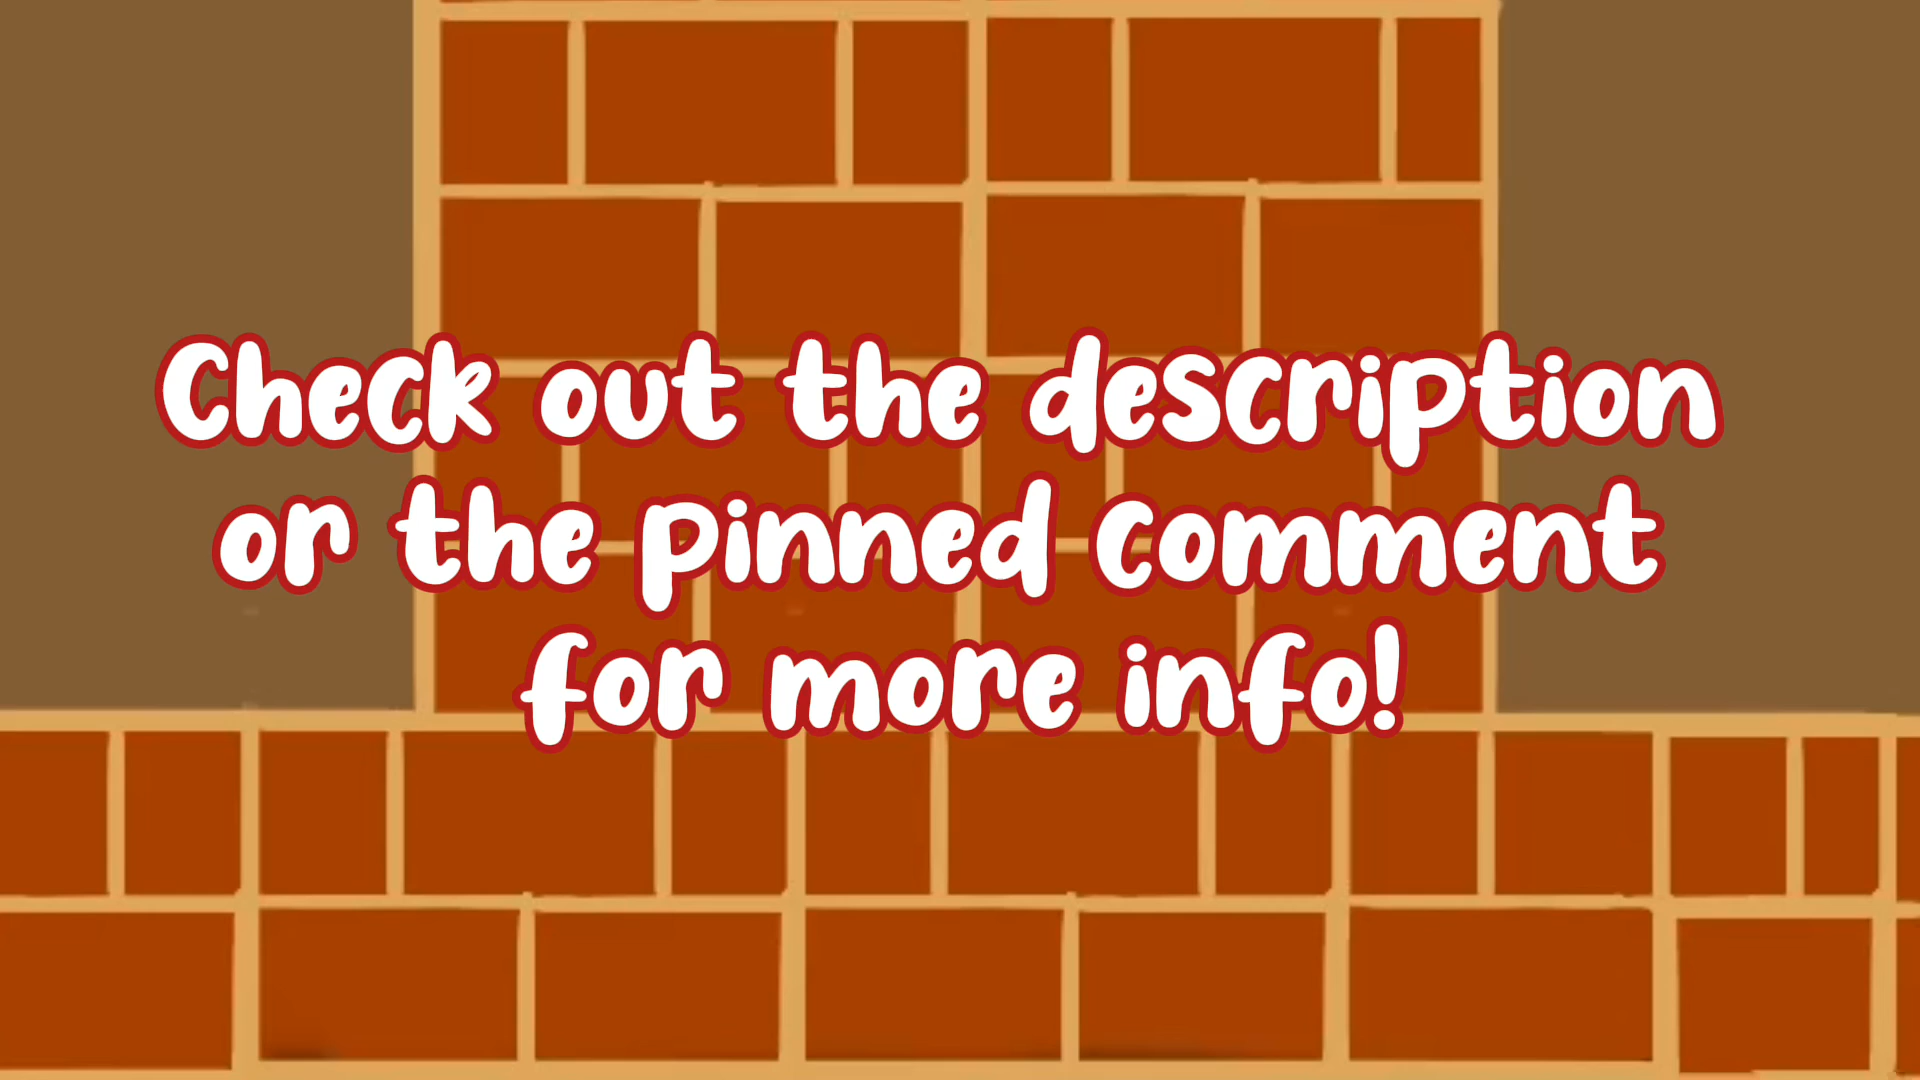 Check out the description
or the pinned comment
for more info!